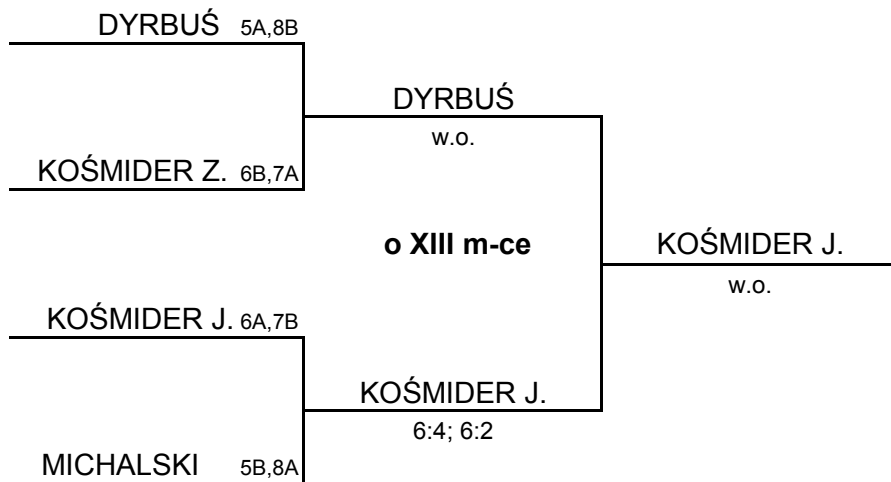 DYRBUŚ 5A,8B
DYRBUŚ
w.o.
KOŚMIDER Z. 6B,7A
o XIII m-ce
KOŚMIDER J.
w.o.
KOŚMIDER J. 6A,7B
KOŚMIDER J.
6:4; 6:2
MICHALSKI 5B,8A